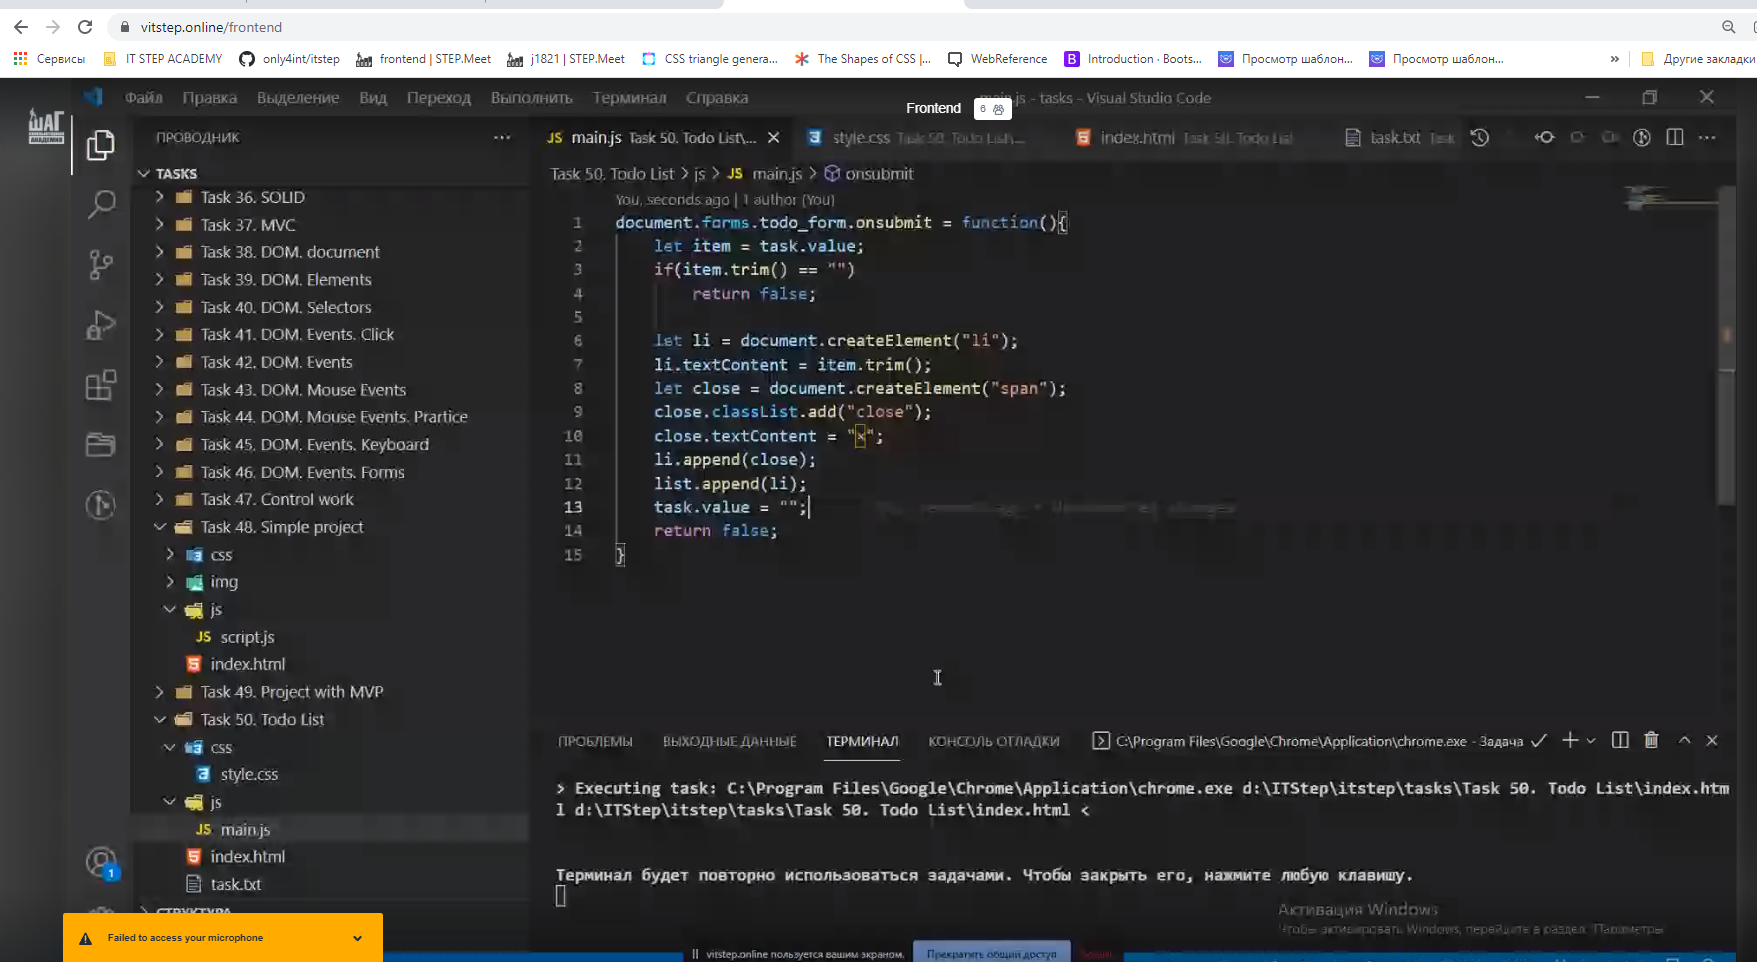 vitstep.online/frontend
Сервисы IT STEP ACADEMY only4int/itstep frontend | STEP.Meet j1821 | STEP.Meet CSS triangle genera... The Shapes of CSS |... WebReference Introduction · Boots... Просмотр шаблон... Просмотр шаблон... » Другие закладки
ШАГ
Файл Правка Выделение Вид Переход Выполнить Терминал Справка main.js - tasks - Visual Studio Code
Frontend 6
ПРОВОДНИК
JS main.js Task 50. Todo List\... style.css Task 50. Todo List\... index.html Task 50. Todo List task.txt Task
TASKS
Task 50. Todo List > js > JS main.js > onsubmit
Task 36. SOLID
Task 37. MVC
Task 38. DOM. document
Task 39. DOM. Elements
Task 40. DOM. Selectors
Task 41. DOM. Events. Click
Task 42. DOM. Events
Task 43. DOM. Mouse Events
Task 44. DOM. Mouse Events. Prartice
Task 45. DOM. Events. Keyboard
Task 46. DOM. Events. Forms
Task 47. Control work
Task 48. Simple project
css
img
js
JS script.js
index.html
Task 49. Project with MVP
Task 50. Todo List
css
style.css
js
JS main.js
index.html
task.txt
СТРУКТУРА
You, seconds ago | 1 author (You)
1 document.forms.todo_form.onsubmit = function(){
2 let item = task.value;
3 if(item.trim() == "")
4 return false;
5
6 let li = document.createElement("li");
7 li.textContent = item.trim();
8 let close = document.createElement("span");
9 close.classList.add("close");
10 close.textContent = "×";
11 li.append(close);
12 list.append(li);
13 task.value = "";
14 return false;
15 }
ПРОБЛЕМЫ ВЫХОДНЫЕ ДАННЫЕ ТЕРМИНАЛ КОНСОЛЬ ОТЛАДКИ C:\Program Files\Google\Chrome\Application\chrome.exe - Задача
> Executing task: C:\Program Files\Google\Chrome\Application\chrome.exe d:\ITStep\itstep\tasks\Task 50. Todo List\index.htm
l d:\ITStep\itstep\tasks\Task 50. Todo List\index.html <
Терминал будет повторно использоваться задачами. Чтобы закрыть его, нажмите любую клавишу.
Активация Windows
Чтобы активировать Windows, перейдите в раздел "Параметры
1
Failed to access your microphone
vitstep.online пользуется вашим экраном. Прекратить общий доступ